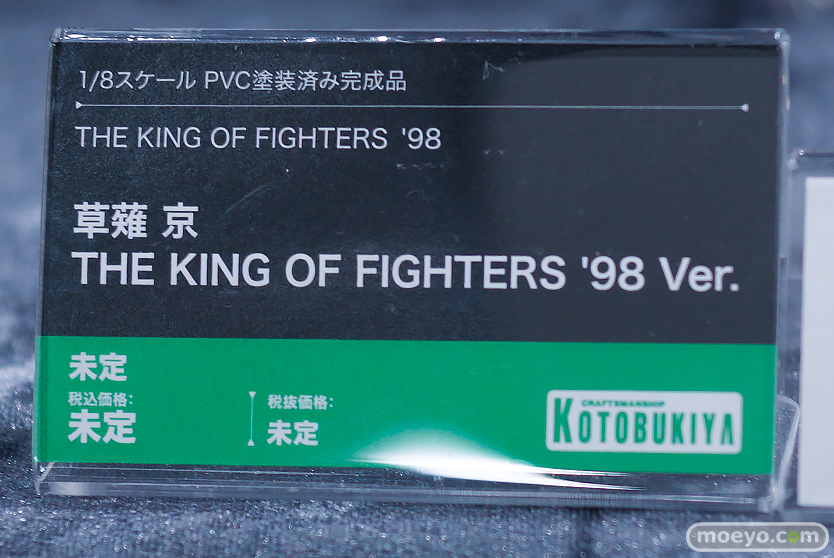 1/8スケール PVC塗装済み完成品
THE KING OF FIGHTERS '98
草薙 京
THE KING OF FIGHTERS '98 Ver.
未定
税込価格:
未定
税抜価格:
未定
CRAFTSMANSHIP
KOTOBUKIYA
moeyo.com